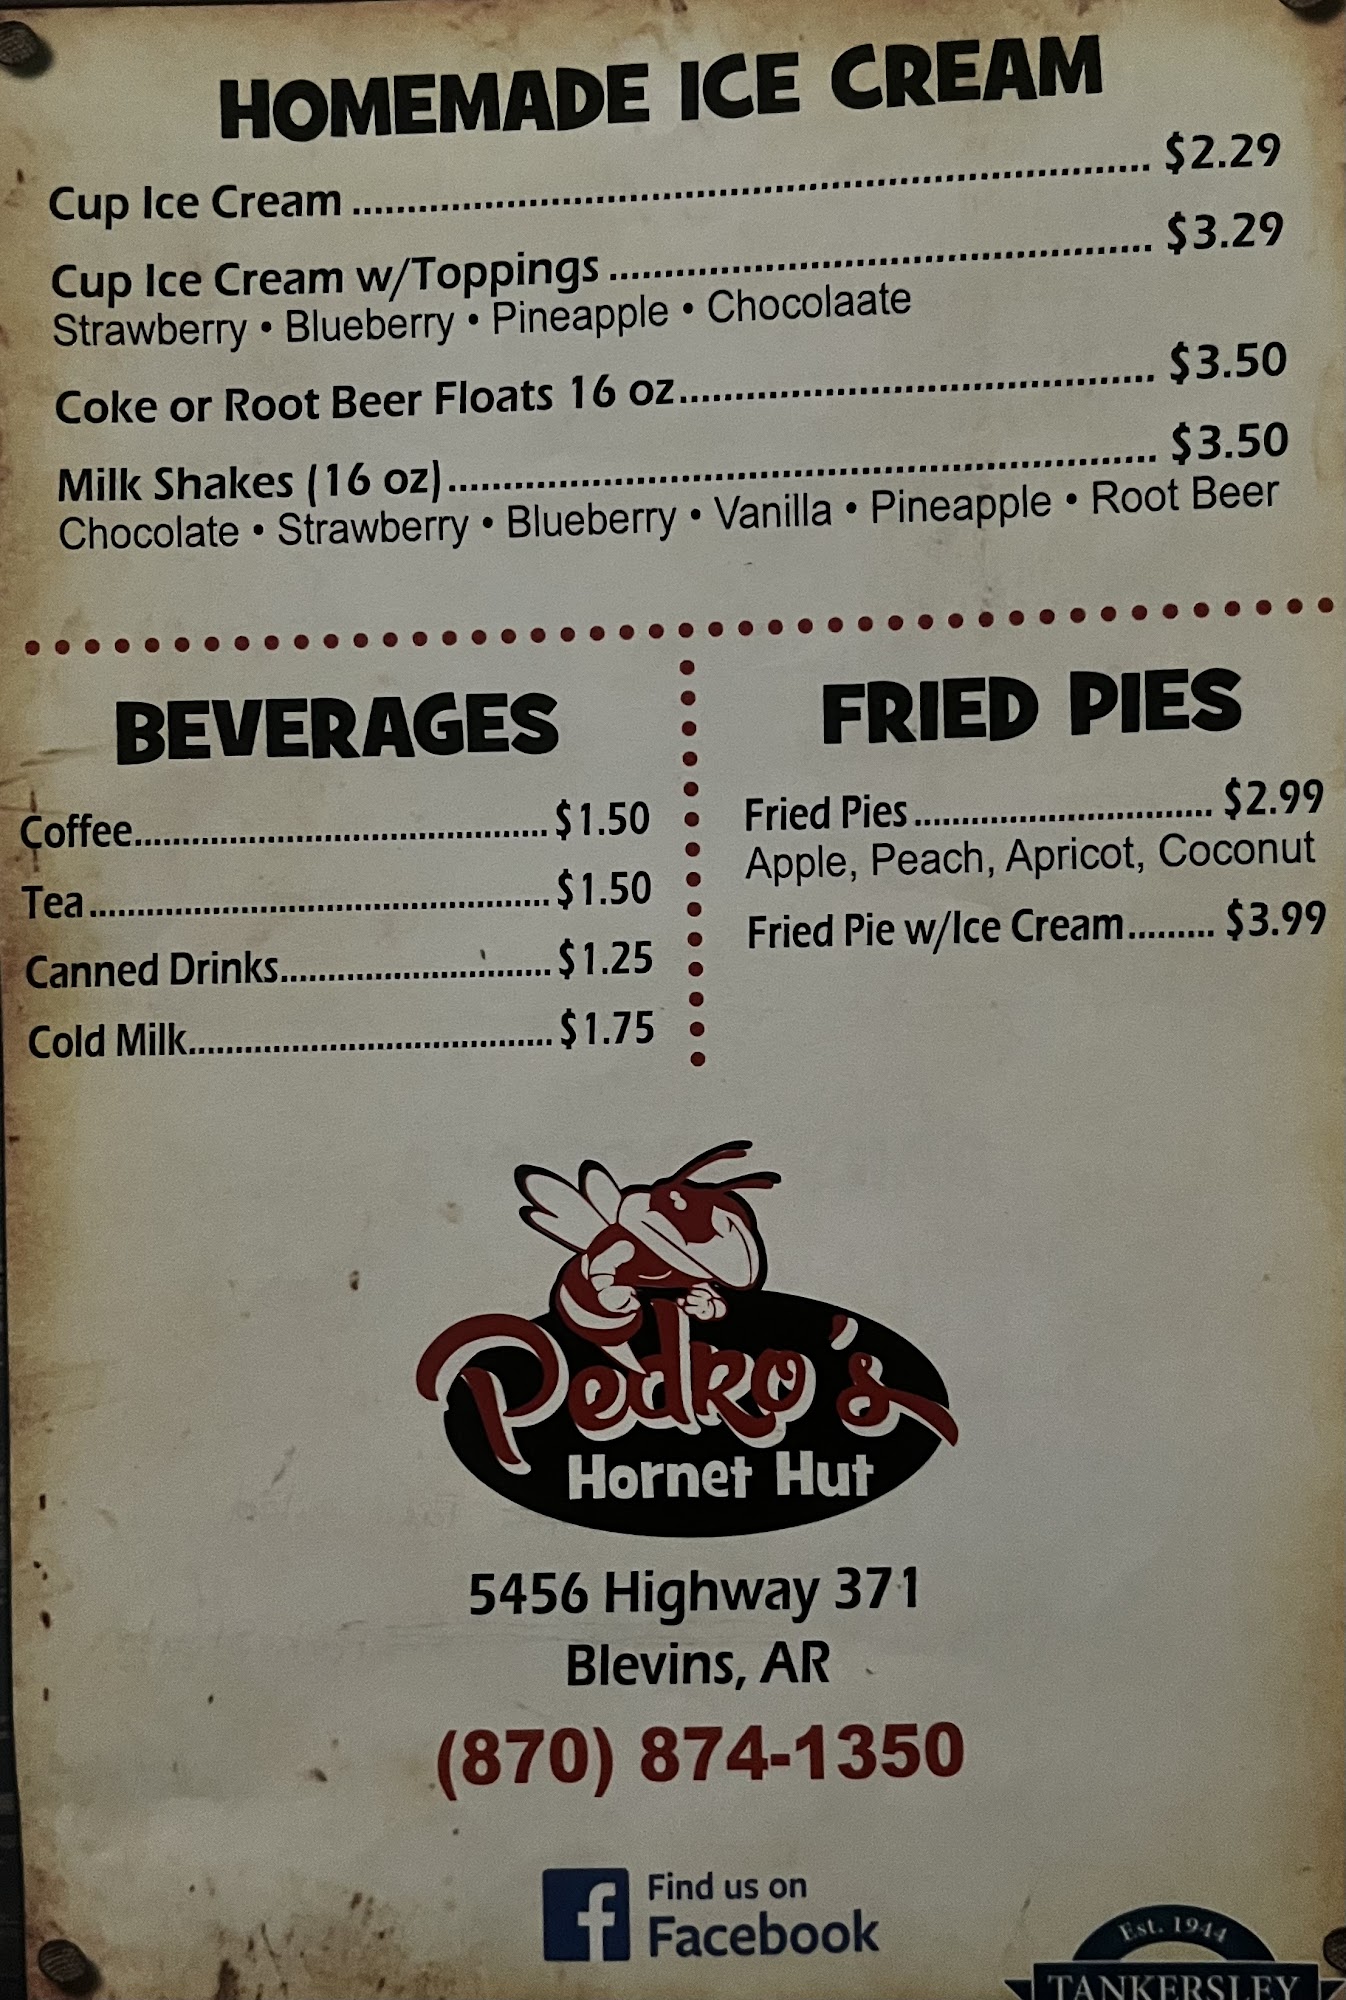 HOMEMADE ICE CREAM
Cup Ice Cream ........ $2.29
Cup Ice Cream w/Toppings ........ $3.29
Strawberry • Blueberry • Pineapple • Chocolaate
Coke or Root Beer Floats 16 oz ........ $3.50
Milk Shakes (16 oz) ........ $3.50
Chocolate • Strawberry • Blueberry • Vanilla • Pineapple • Root Beer
BEVERAGES
Coffee ........ $1.50
Tea ........ $1.50
Canned Drinks ........ $1.25
Cold Milk ........ $1.75
FRIED PIES
Fried Pies ........ $2.99
Apple, Peach, Apricot, Coconut
Fried Pie w/Ice Cream ........ $3.99
Pedro's
Hornet Hut
5456 Highway 371
Blevins, AR
(870) 874-1350
Find us on
Facebook
Est. 1944
TANKERSLEY